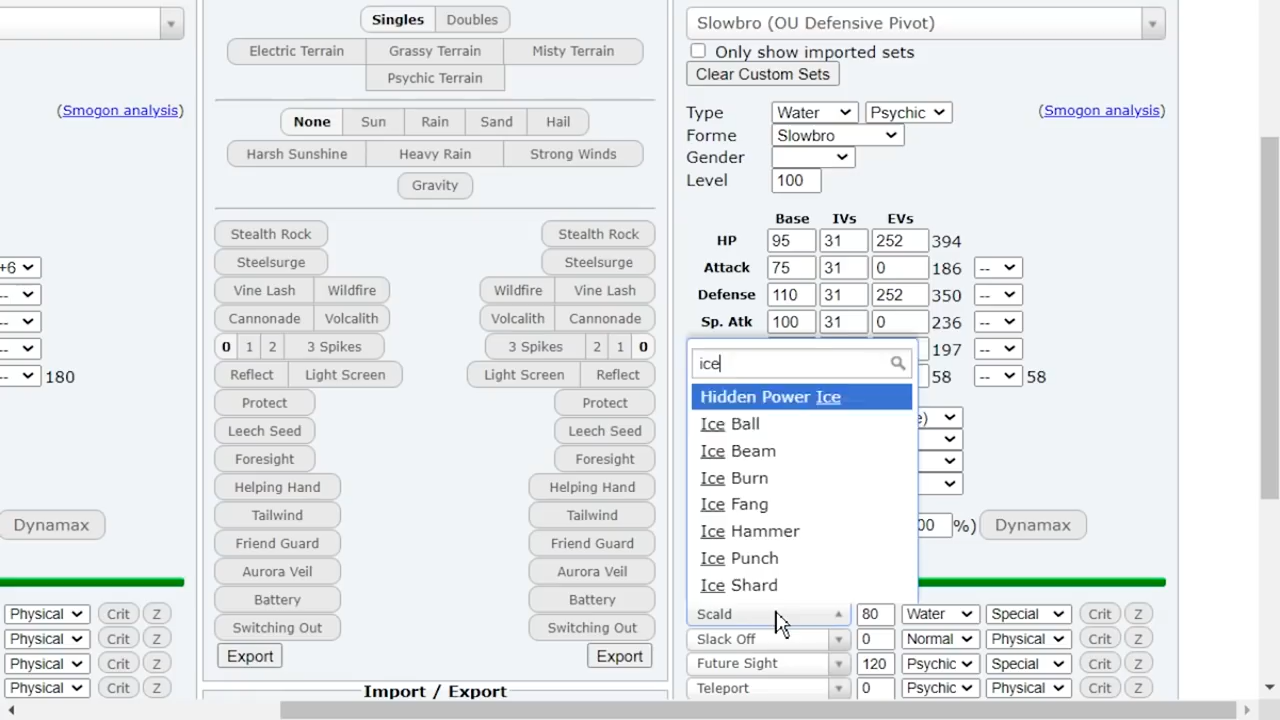 Singles Doubles
Electric Terrain Grassy Terrain Misty Terrain
Psychic Terrain
(Smogon analysis)
None Sun Rain Sand Hail
Harsh Sunshine Heavy Rain Strong Winds
Gravity
Stealth Rock Stealth Rock
Steelsurge Steelsurge
Vine Lash Wildfire Wildfire Vine Lash
Cannonade Volcalith Volcalith Cannonade
0 1 2 3 Spikes 3 Spikes 2 1 0
Reflect Light Screen Light Screen Reflect
Protect Protect
Leech Seed Leech Seed
Foresight Foresight
Helping Hand Helping Hand
Tailwind Tailwind
Friend Guard Friend Guard
Aurora Veil Aurora Veil
Battery Battery
Switching Out Switching Out
Export Export
Import / Export
+6
--
--
--
-- 180
Dynamax
Physical Crit Z
Physical Crit Z
Physical Crit Z
Physical Crit Z
Slowbro (OU Defensive Pivot)
Only show imported sets
Clear Custom Sets
Type Water Psychic (Smogon analysis)
Forme Slowbro
Gender
Level 100
Base IVs EVs
HP 95 31 252 394
Attack 75 31 0 186 --
Defense 110 31 252 350 --
Sp. Atk 100 31 0 236 --
197 --
58 -- 58
ice
Hidden Power Ice
Ice Ball
Ice Beam
Ice Burn
Ice Fang
Ice Hammer
Ice Punch
Ice Shard
e)
00 %) Dynamax
Scald 80 Water Special Crit Z
Slack Off 0 Normal Physical Crit Z
Future Sight 120 Psychic Special Crit Z
Teleport 0 Psychic Physical Crit Z